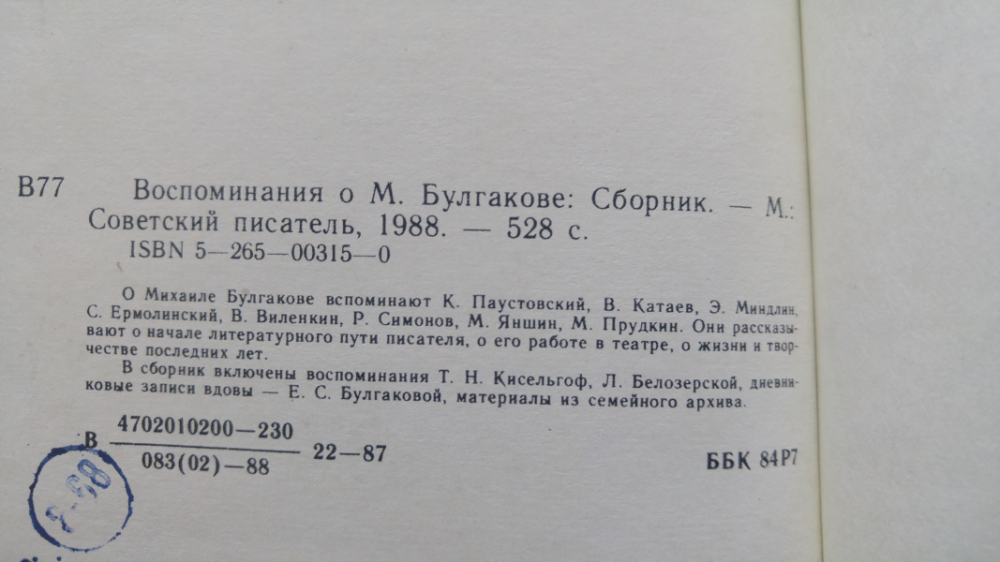 В77 Воспоминания о М. Булгакове: Сборник. — М.:
Советский писатель, 1988. — 528 с.
ISBN 5—265—00315—0
О Михаиле Булгакове вспоминают К. Паустовский, В. Катаев, Э. Миндлин,
С. Ермолинский, В. Виленкин, Р. Симонов, М. Яншин, М. Прудкин. Они рассказы-
вают о начале литературного пути писателя, о его работе в театре, о жизни и твор-
честве последних лет.
В сборник включены воспоминания Т. Н. Кисельгоф, Л. Белозерской, дневни-
ковые записи вдовы — Е. С. Булгаковой, материалы из семейного архива.
В 4702010200—230
083(02)—88
22—87
ББК 84Р7